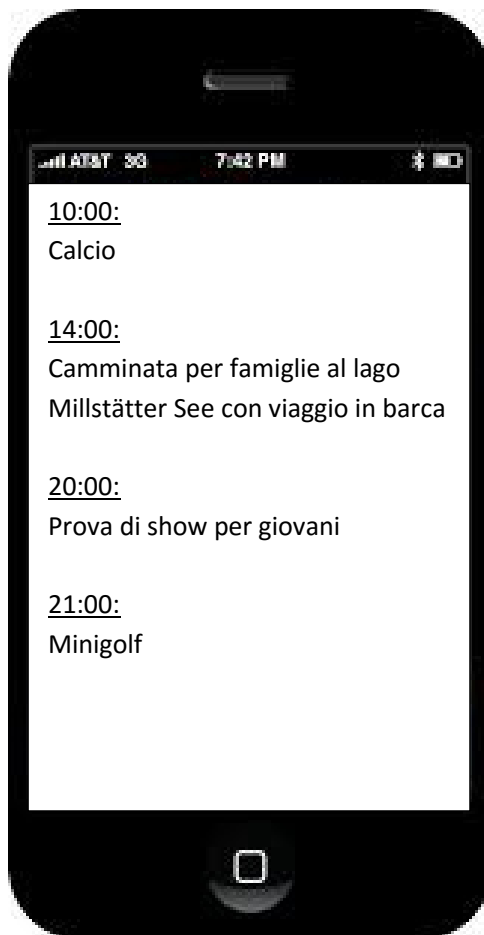 AT&T 3G 7:42 PM
10:00:
Calcio
14:00:
Camminata per famiglie al lago
Millstätter See con viaggio in barca
20:00:
Prova di show per giovani
21:00:
Minigolf